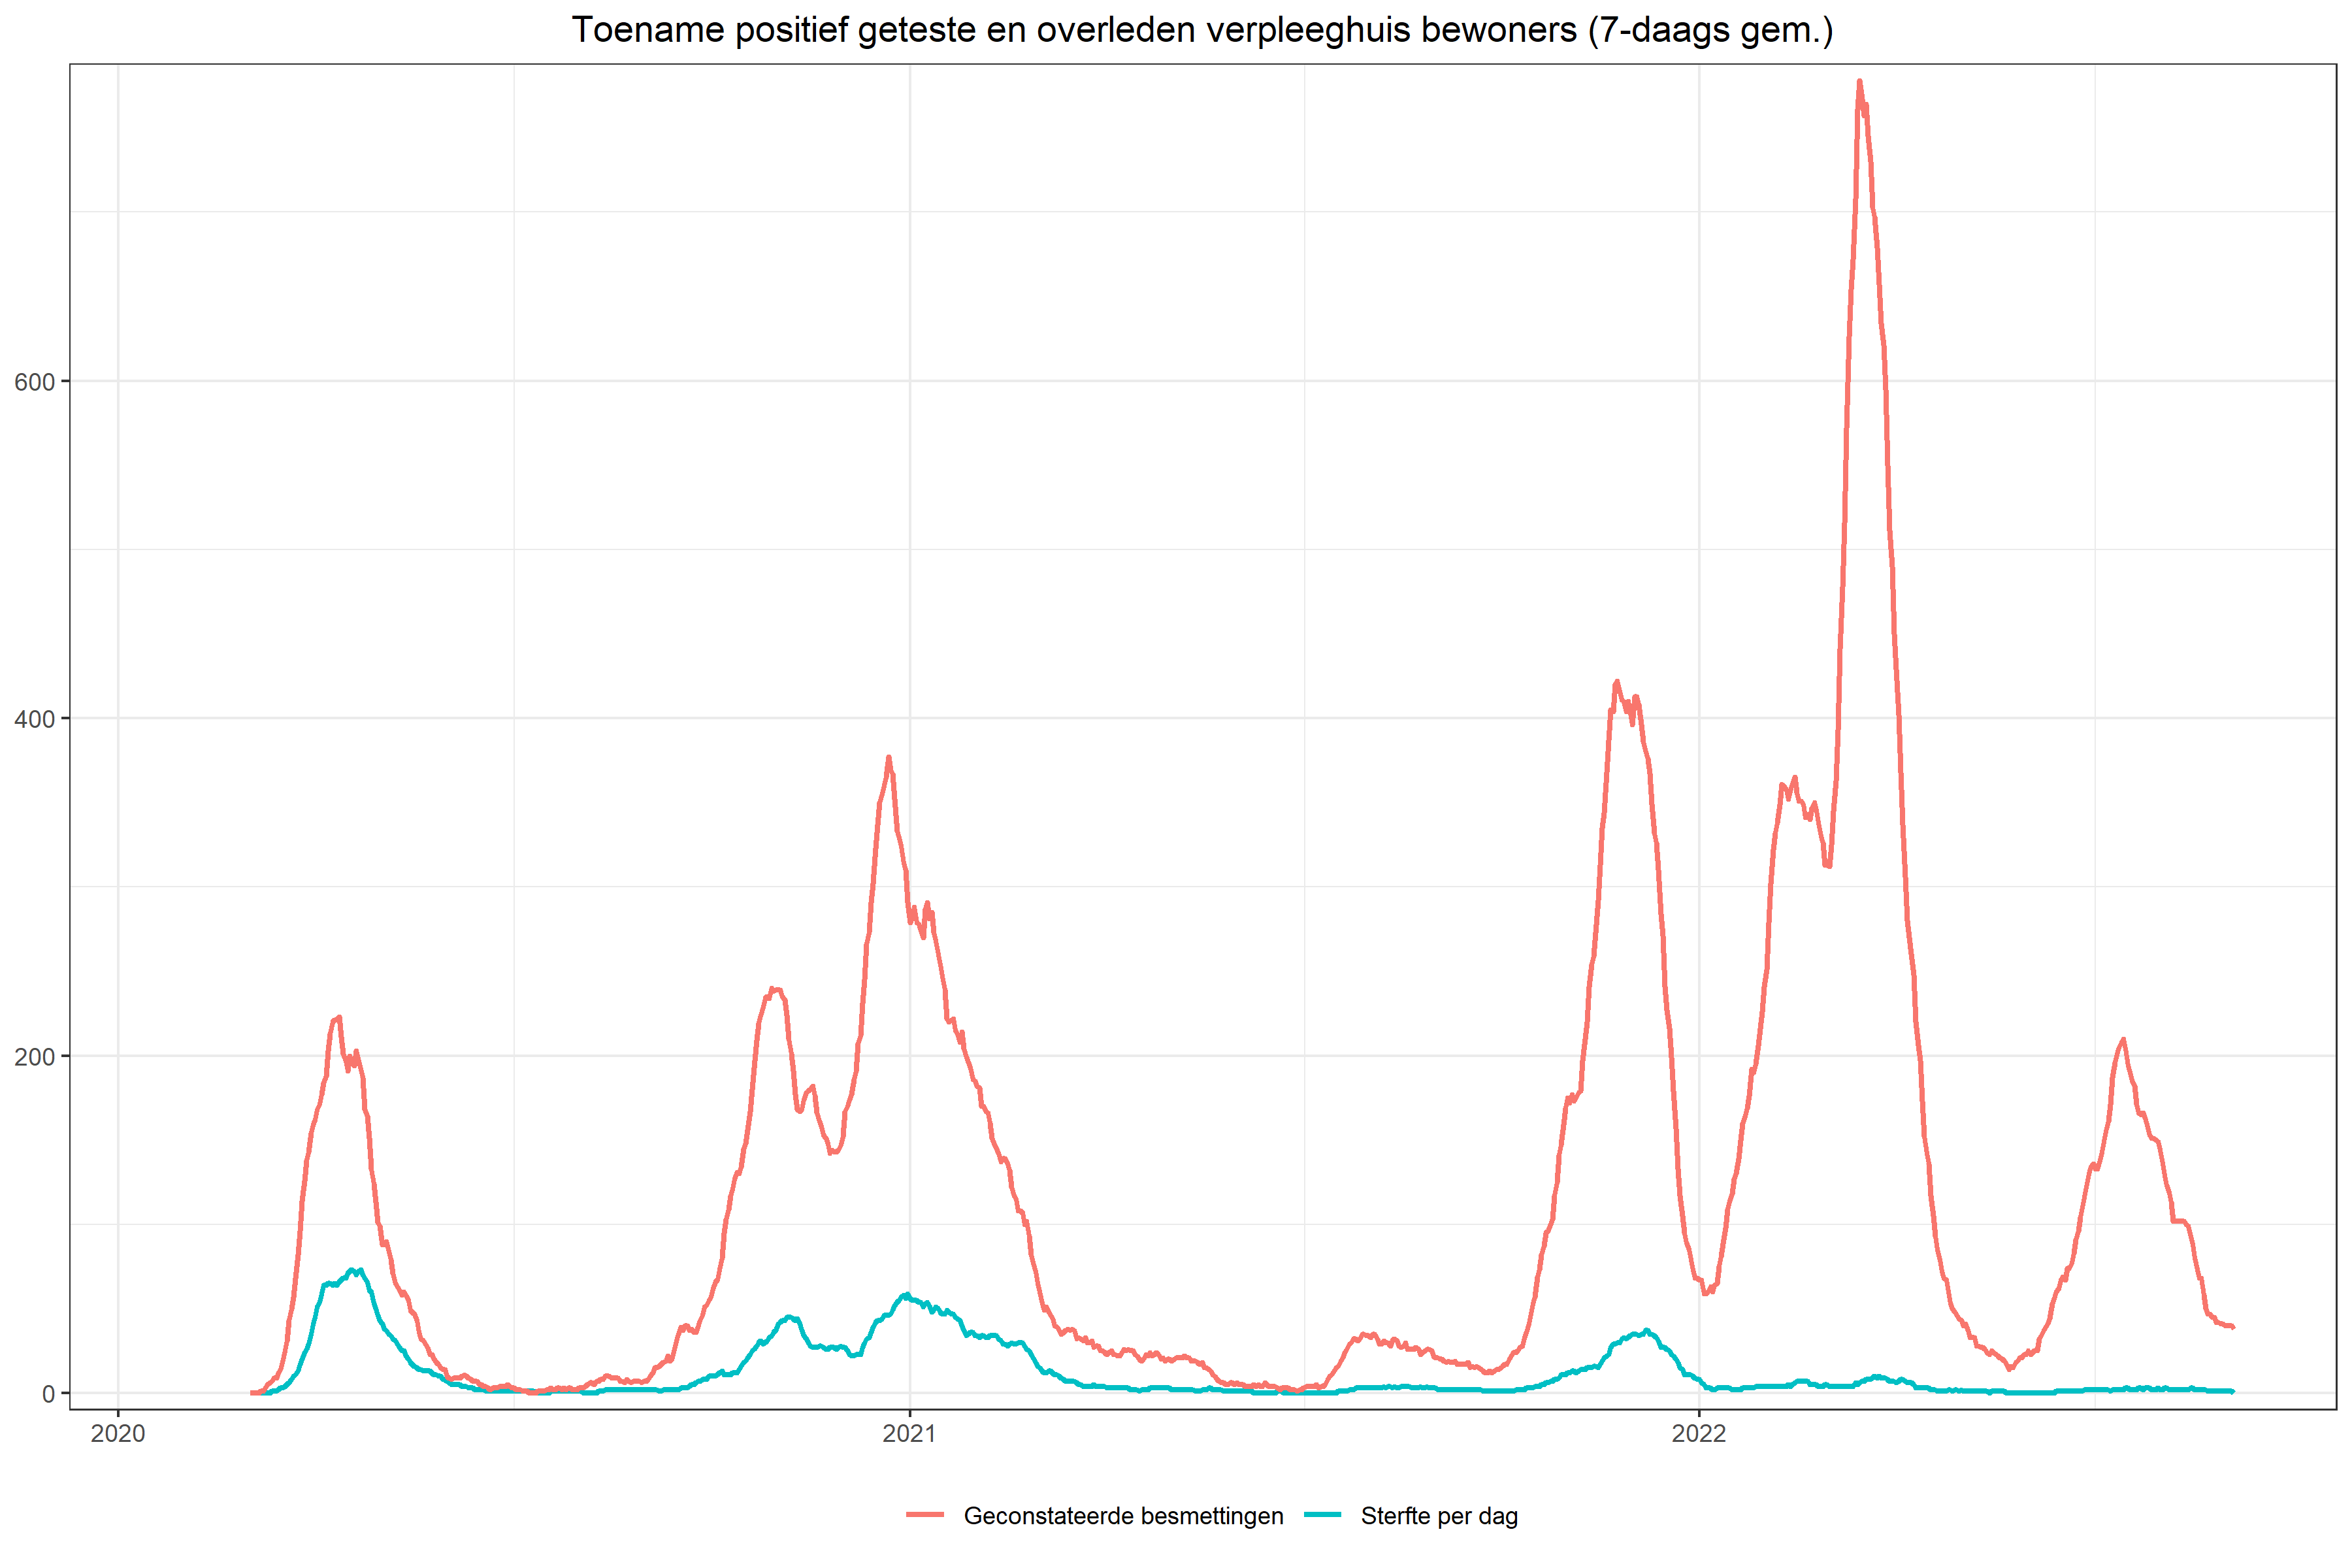 Toename positief geteste en overleden verpleeghuis bewoners (7-daags gem.)
600
400
200
0
2020 2021 2022
Geconstateerde besmettingen Sterfte per dag